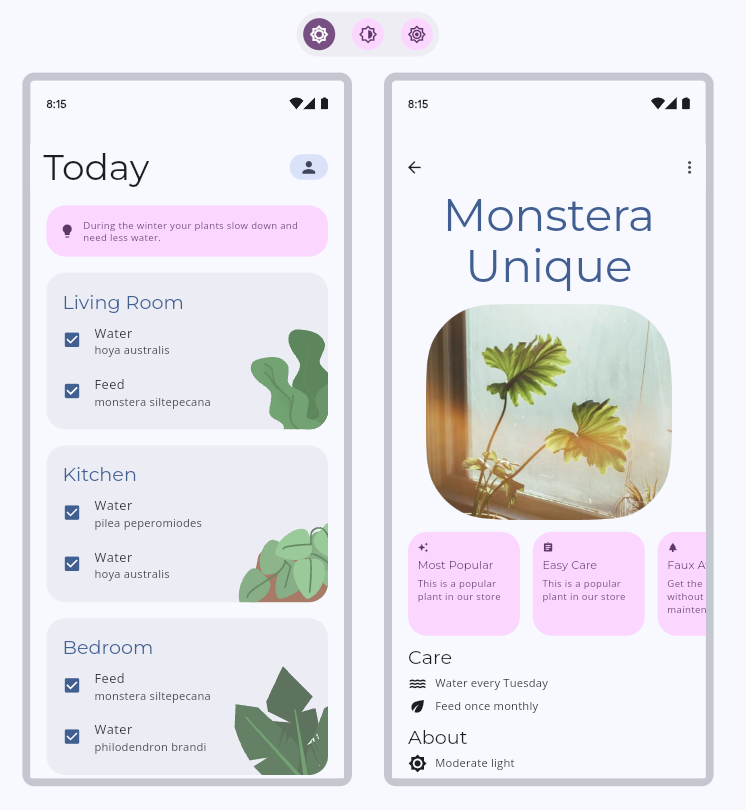 8:15
Today
During the winter your plants slow down and
need less water.
Living Room
Water
hoya australis
Feed
monstera siltepecana
Kitchen
Water
pilea peperomiodes
Water
hoya australis
Bedroom
Feed
monstera siltepecana
Water
philodendron brandi
8:15
Monstera
Unique
Most Popular
This is a popular
plant in our store
Easy Care
This is a popular
plant in our store
Faux
Get the
without
Care
Water every Tuesday
Feed once monthly
About
Moderate light